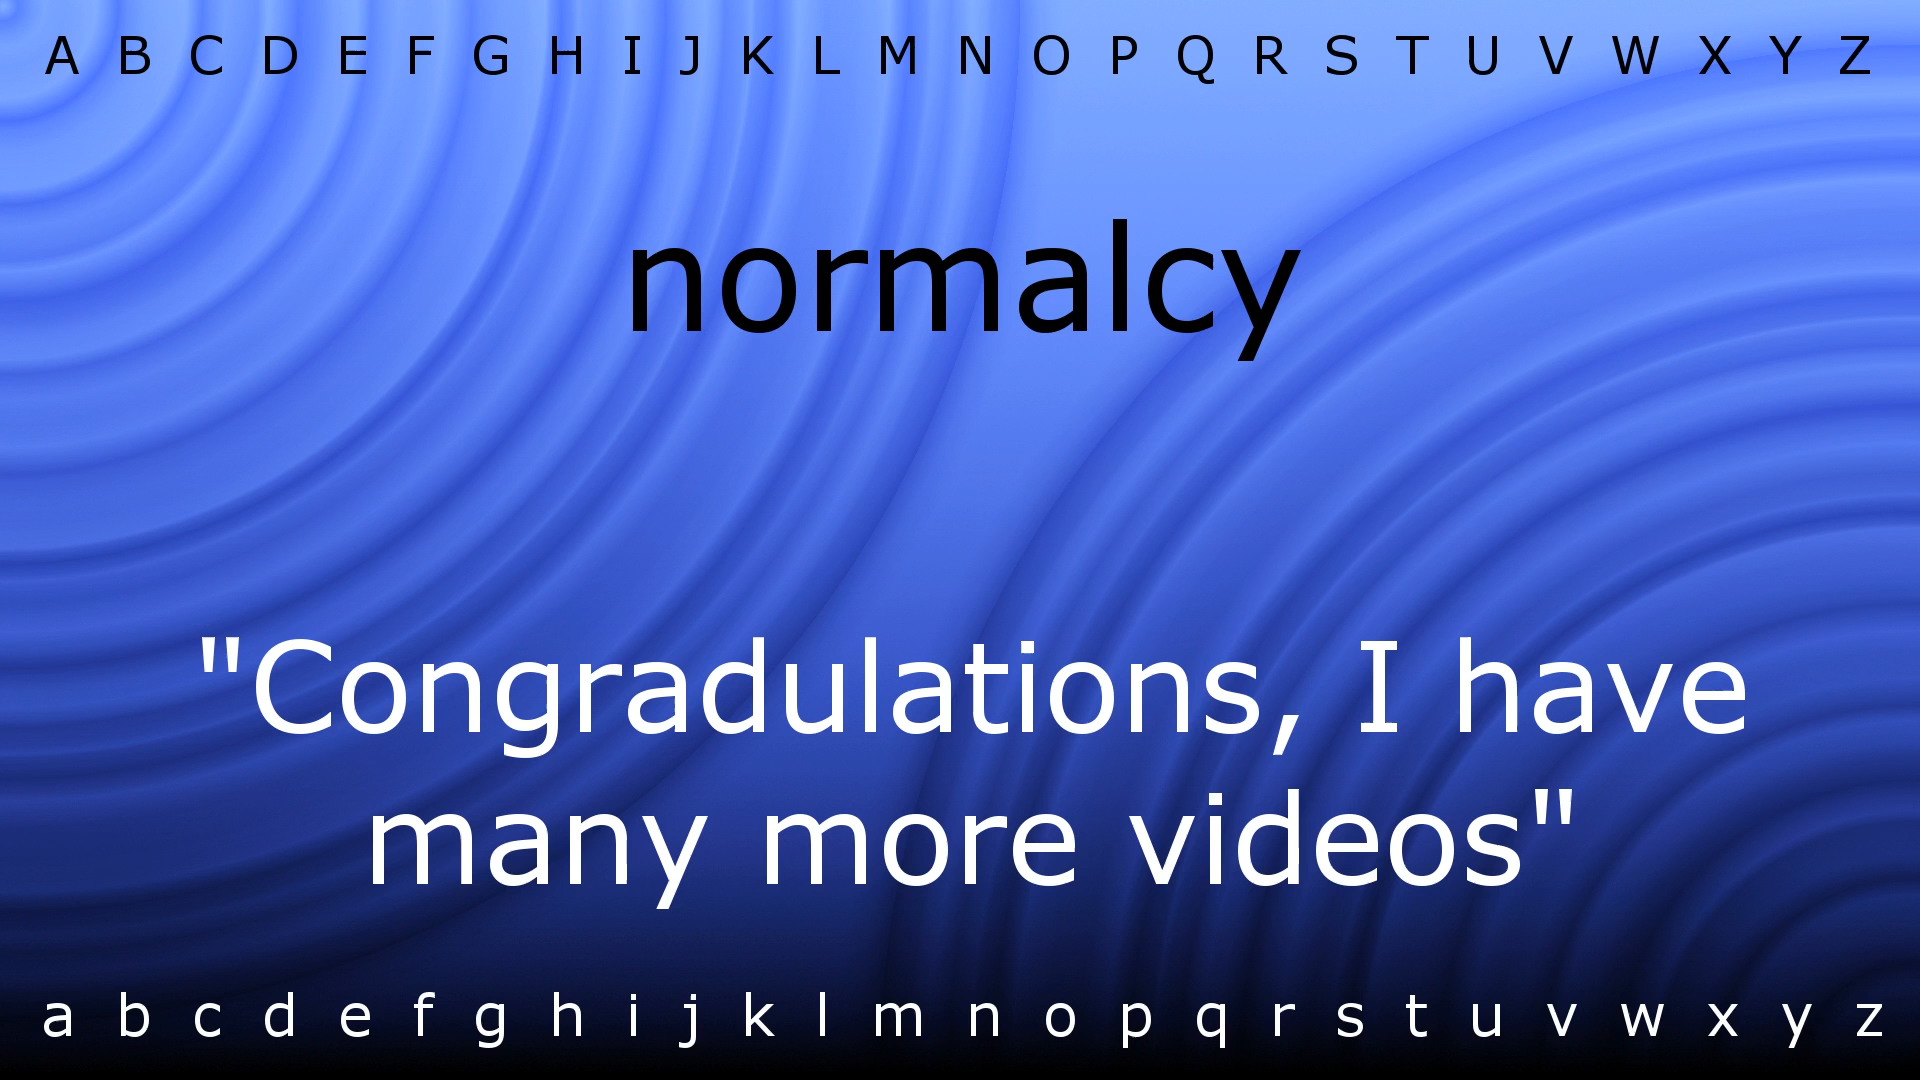 A B C D E F G H I J K L M N O P Q R S T U V W X Y Z
normalcy
"Congradulations, I have
many more videos"
a b c d e f g h i j k l m n o p q r s t u v w x y z